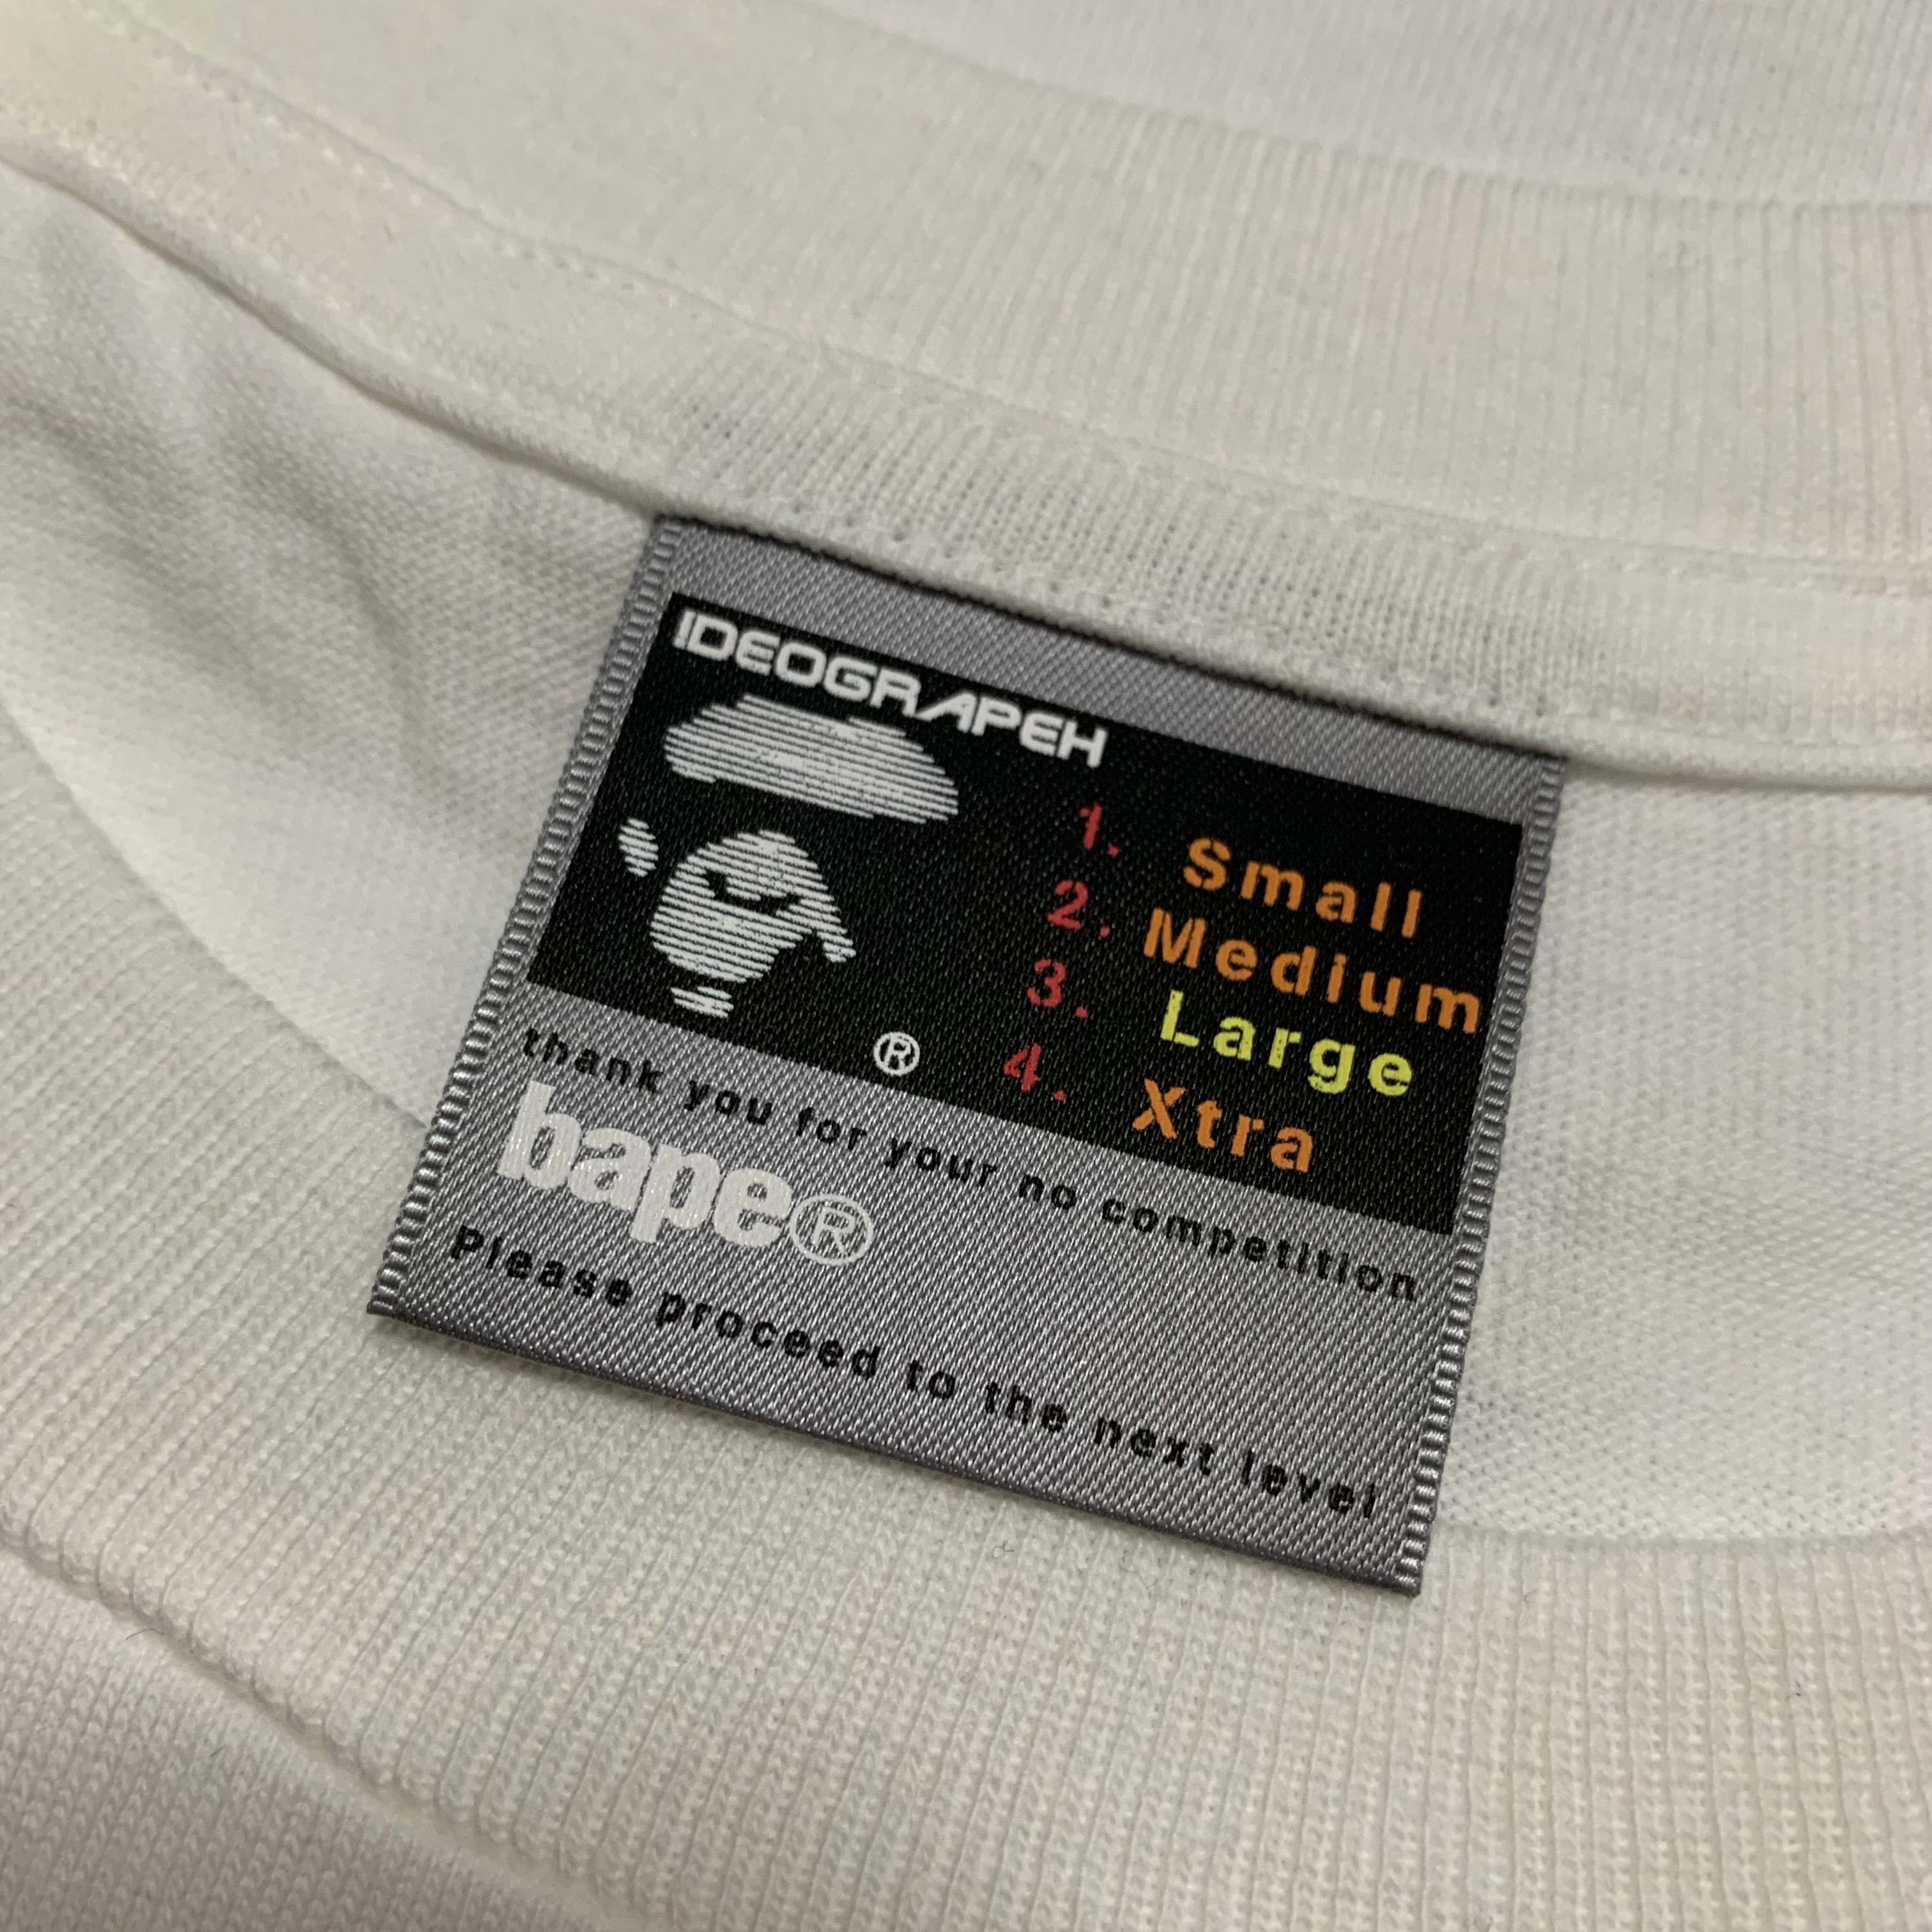 IDEOGRAPEH
1. Small
2. Medium
3. Large
4. Xtra
®
thank you for your no competition
bape®
Please proceed to the next level